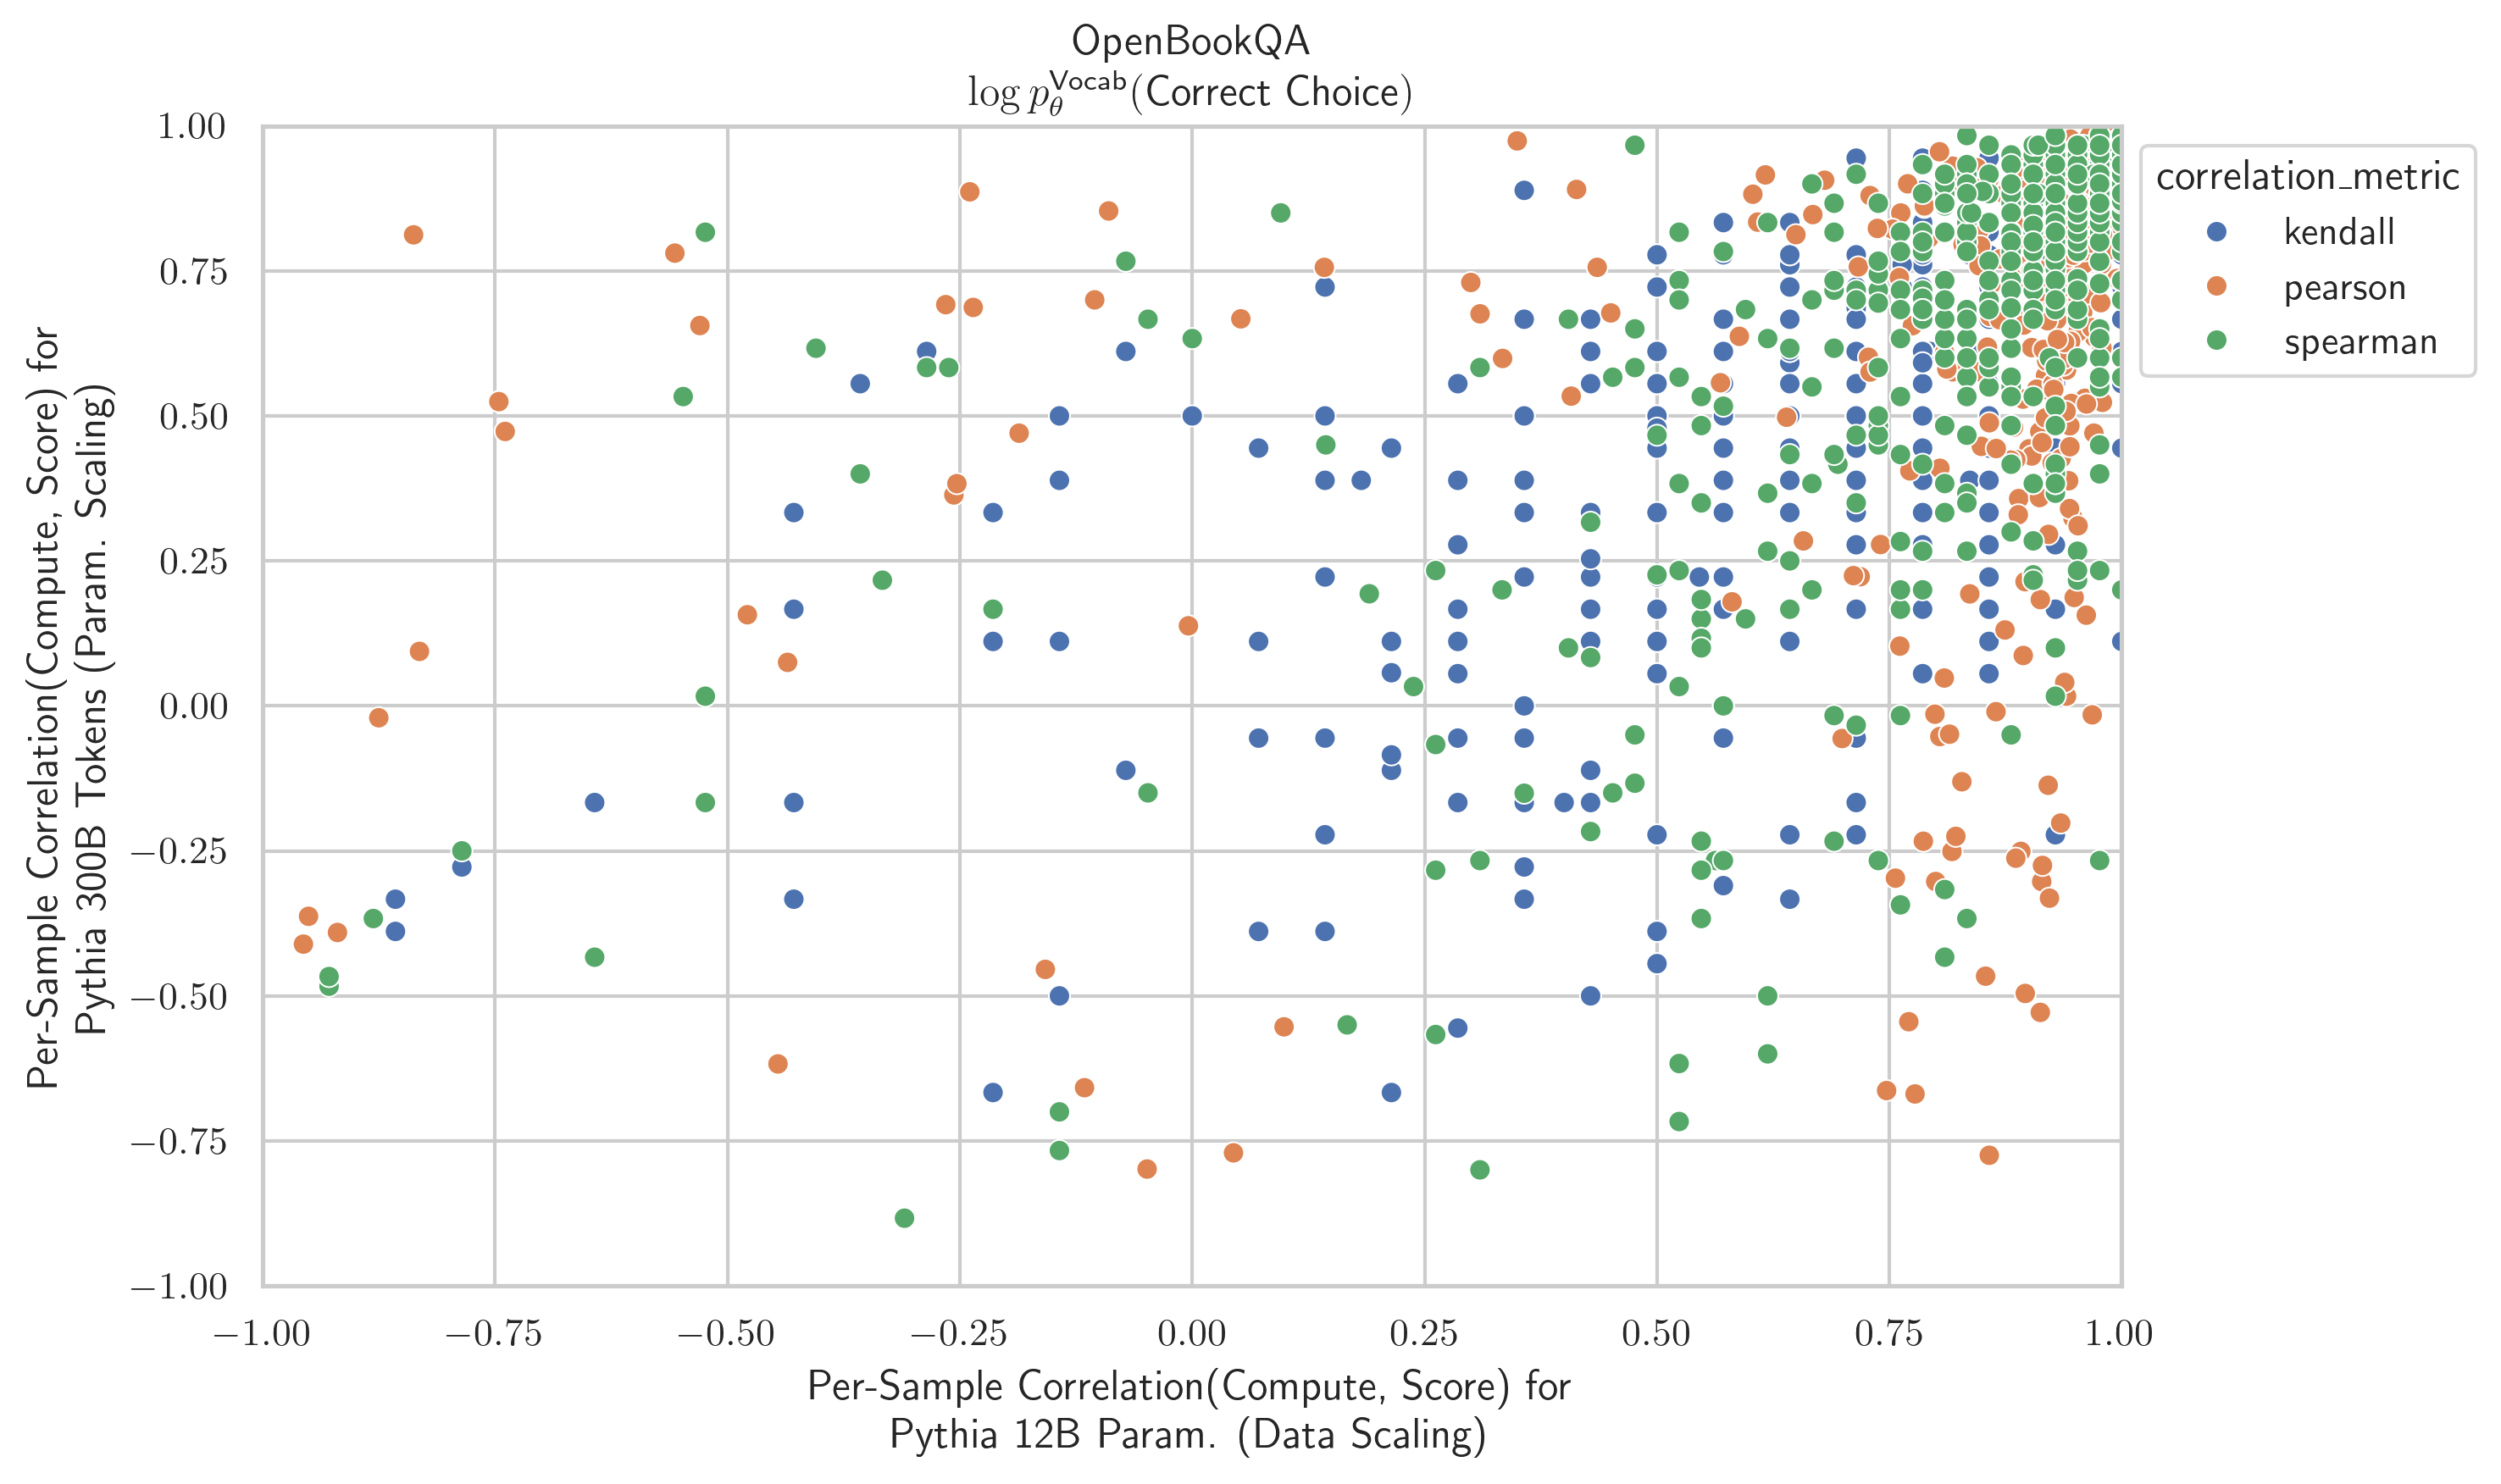 OpenBookQA
log p_θ^Vocab(Correct Choice)
Per-Sample Correlation(Compute, Score) for
Pythia 300B Tokens (Param. Scaling)
1.00
0.75
0.50
0.25
0.00
−0.25
−0.50
−0.75
−1.00
−1.00 −0.75 −0.50 −0.25 0.00 0.25 0.50 0.75 1.00
Per-Sample Correlation(Compute, Score) for
Pythia 12B Param. (Data Scaling)
correlation_metric
kendall
pearson
spearman